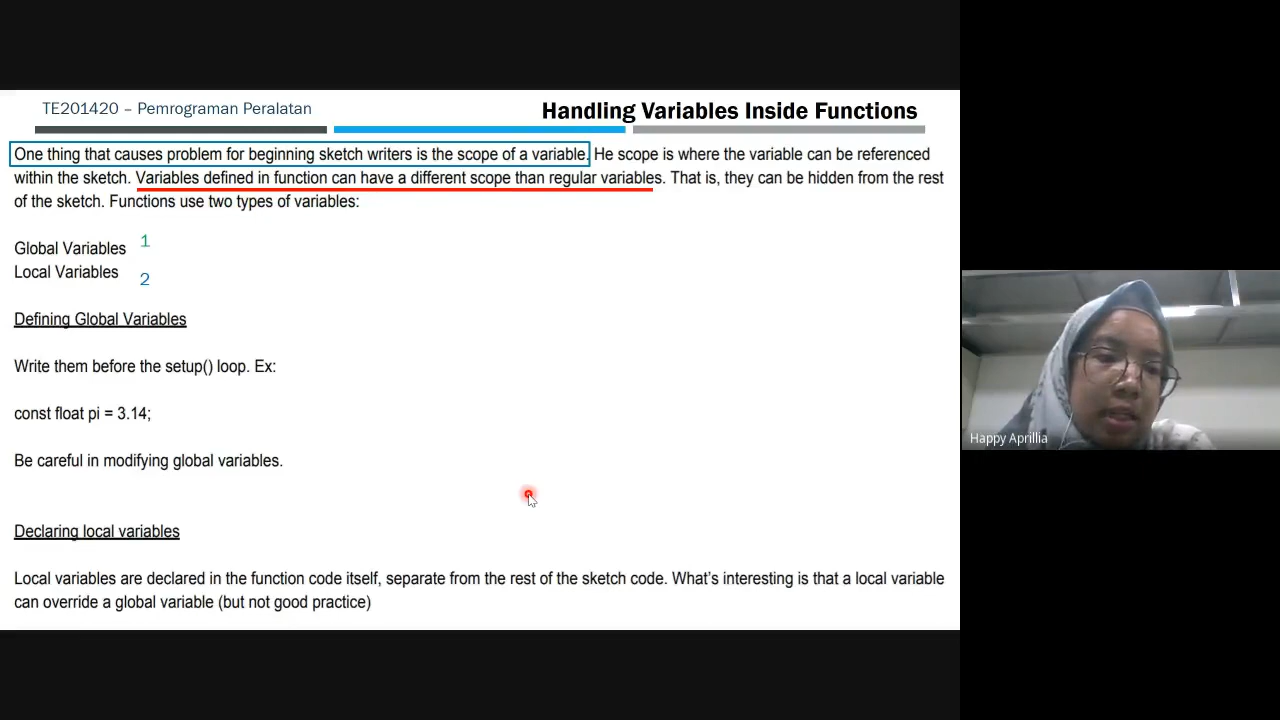 TE201420 – Pemrograman Peralatan
Handling Variables Inside Functions
One thing that causes problem for beginning sketch writers is the scope of a variable. He scope is where the variable can be referenced
within the sketch. Variables defined in function can have a different scope than regular variables. That is, they can be hidden from the rest
of the sketch. Functions use two types of variables:
Global Variables 1
Local Variables 2
Defining Global Variables
Write them before the setup() loop. Ex:
const float pi = 3.14;
Be careful in modifying global variables.
Declaring local variables
Local variables are declared in the function code itself, separate from the rest of the sketch code. What's interesting is that a local variable
can override a global variable (but not good practice)
Happy Aprillia